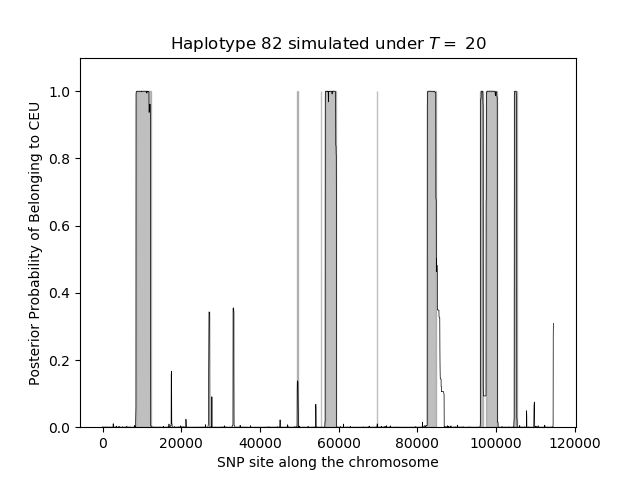 Haplotype 82 simulated under T = 20
Posterior Probability of Belonging to CEU
1.0
0.8
0.6
0.4
0.2
0.0
0 20000 40000 60000 80000 100000 120000
SNP site along the chromosome